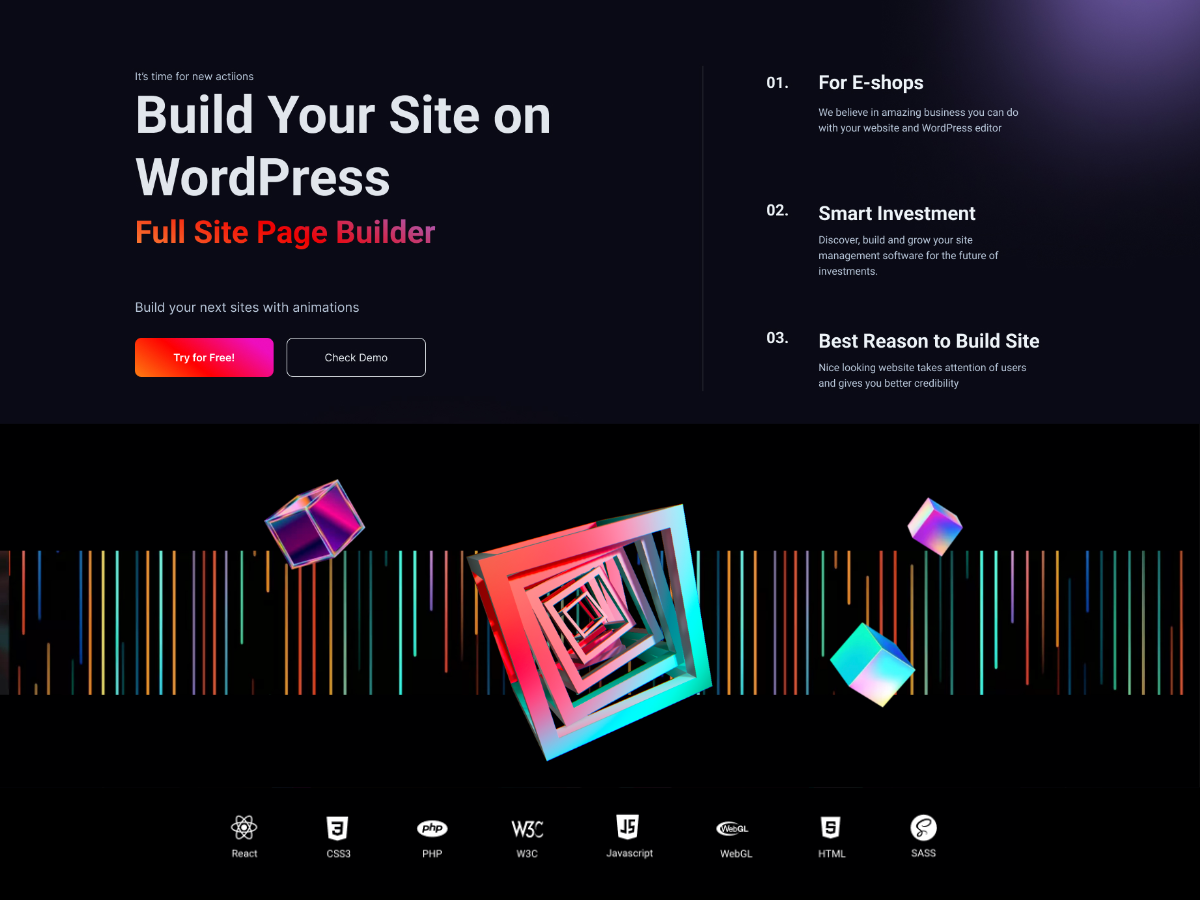 It's time for new actiions
Build Your Site on
WordPress
Full Site Page Builder
Build your next sites with animations
Try for Free!
Check Demo
01.
For E-shops
We believe in amazing business you can do
with your website and WordPress editor
02.
Smart Investment
Discover, build and grow your site
management software for the future of
investments.
03.
Best Reason to Build Site
Nice looking website takes attention of users
and gives you better credibility
3
php
W3C
JS
WebGL
5
React
CSS3
PHP
W3C
Javascript
WebGL
HTML
SASS